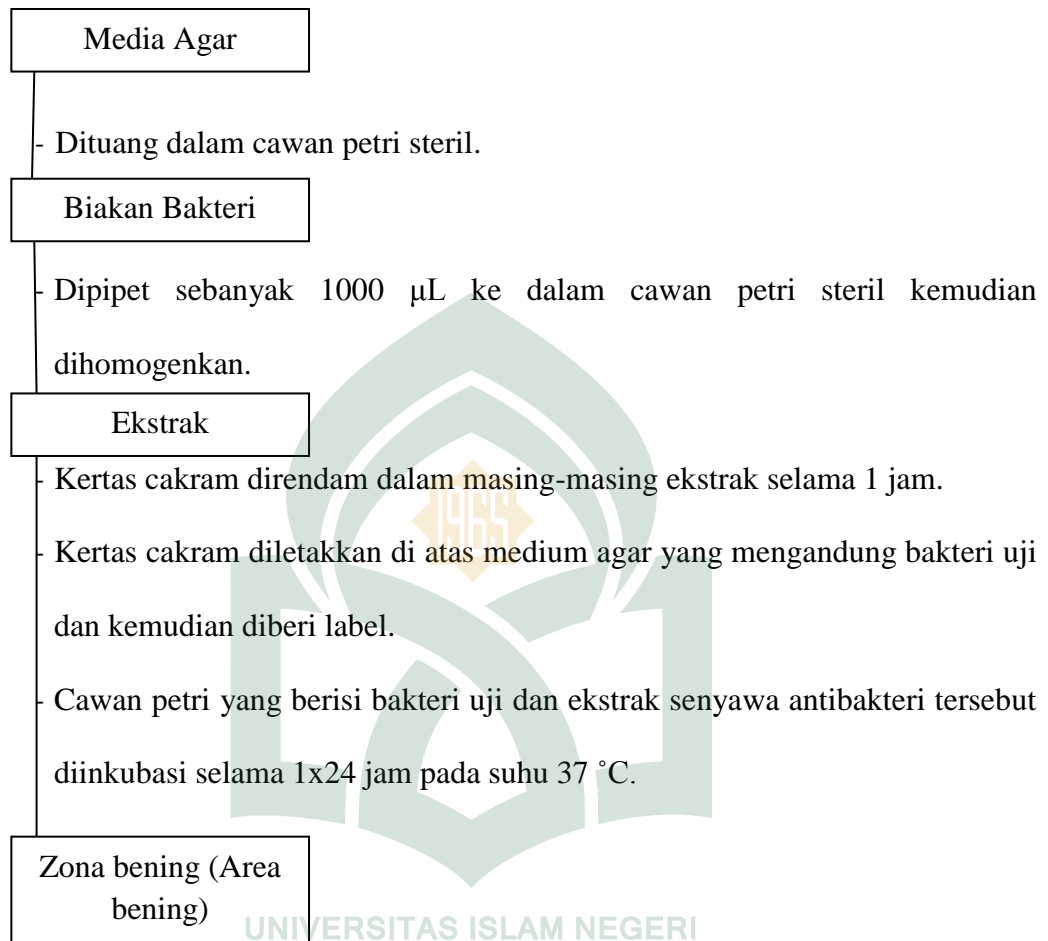 Media Agar
- Dituang dalam cawan petri steril.
Biakan Bakteri
- Dipipet sebanyak 1000 μL ke dalam cawan petri steril kemudian
dihomogenkan.
Ekstrak
- Kertas cakram direndam dalam masing-masing ekstrak selama 1 jam.
- Kertas cakram diletakkan di atas medium agar yang mengandung bakteri uji
dan kemudian diberi label.
- Cawan petri yang berisi bakteri uji dan ekstrak senyawa antibakteri tersebut
diinkubasi selama 1x24 jam pada suhu 37 ˚C.
Zona bening (Area
bening)
UNIVERSITAS ISLAM NEGERI
1965